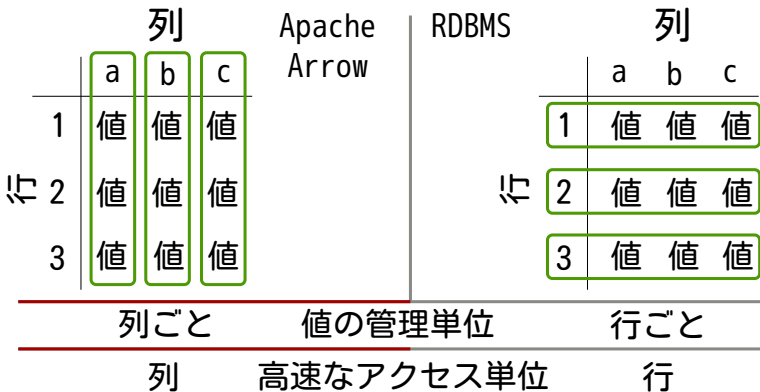 列 Apache RDBMS 列
Arrow
a b c a b c
1 値 値 値 1 値 値 値
行 2 値 値 値 行 2 値 値 値
3 値 値 値 3 値 値 値
列ごと 値の管理単位 行ごと
列 高速なアクセス単位 行